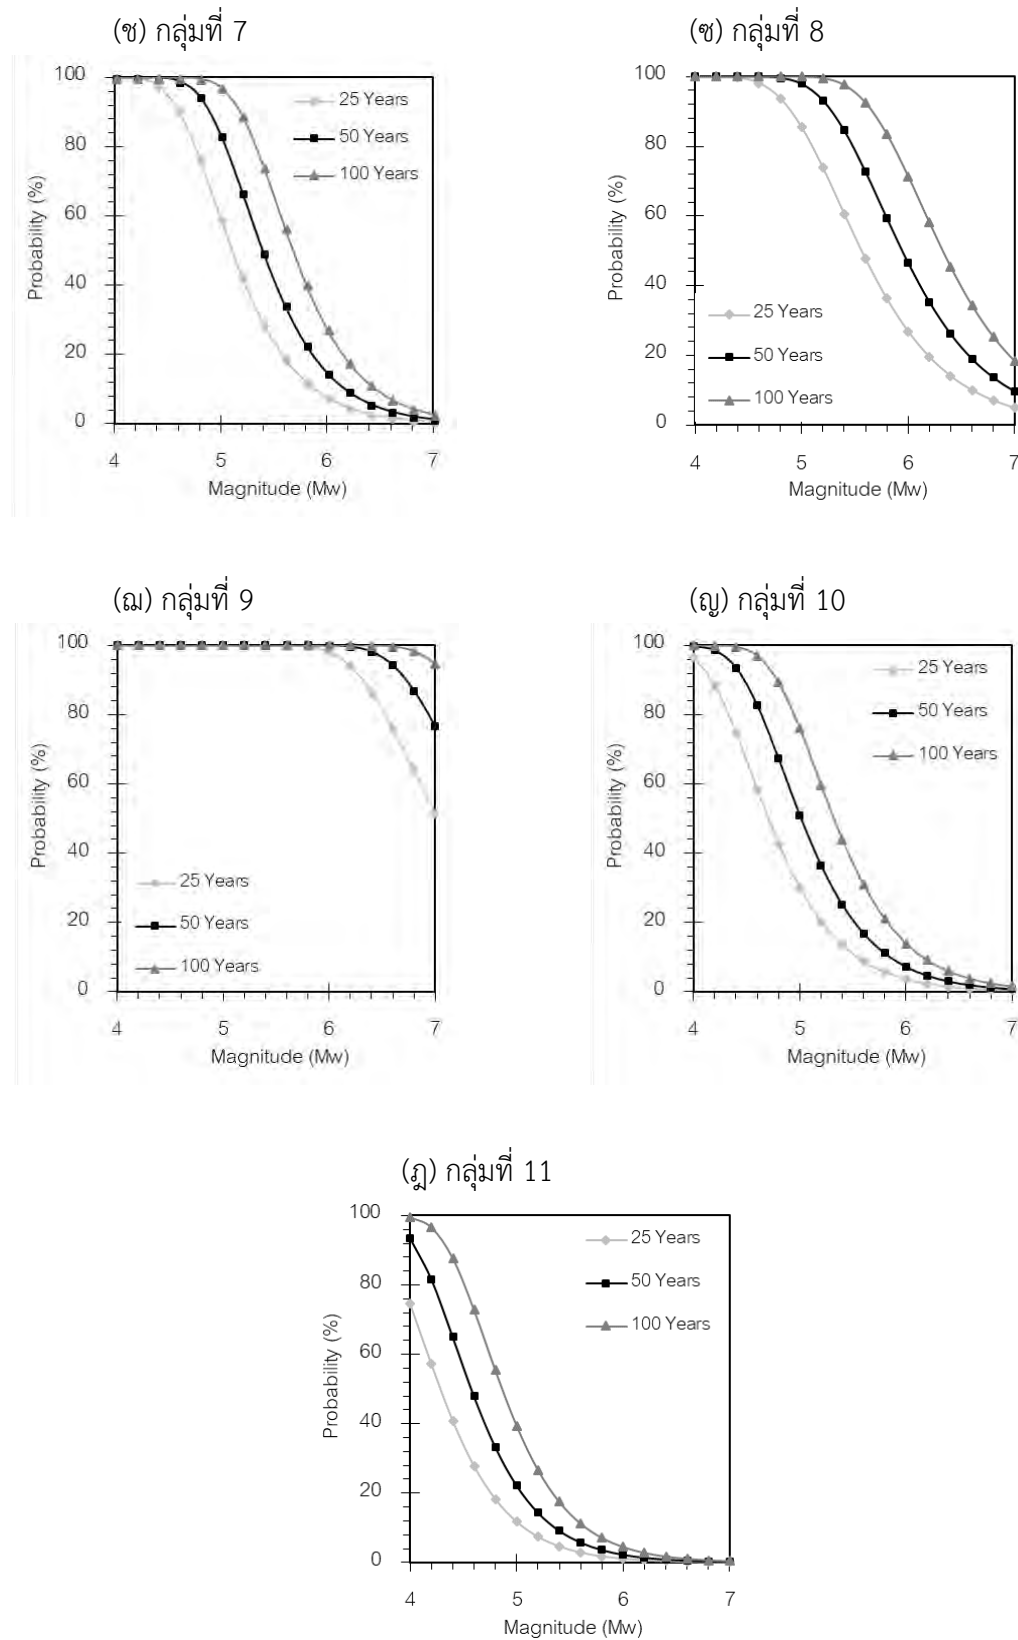 (ช) กลุ่มที่ 7
100
80
60
40
20
0
Probability (%)
25 Years
50 Years
100 Years
4 5 6 7
Magnitude (Mw)
(ซ) กลุ่มที่ 8
100
80
60
40
20
0
Probability (%)
25 Years
50 Years
100 Years
4 5 6 7
Magnitude (Mw)
(ฌ) กลุ่มที่ 9
100
80
60
40
20
0
Probability (%)
25 Years
50 Years
100 Years
4 5 6 7
Magnitude (Mw)
(ญ) กลุ่มที่ 10
100
80
60
40
20
0
Probability (%)
25 Years
50 Years
100 Years
4 5 6 7
Magnitude (Mw)
(ฎ) กลุ่มที่ 11
100
80
60
40
20
0
Probability (%)
25 Years
50 Years
100 Years
4 5 6 7
Magnitude (Mw)